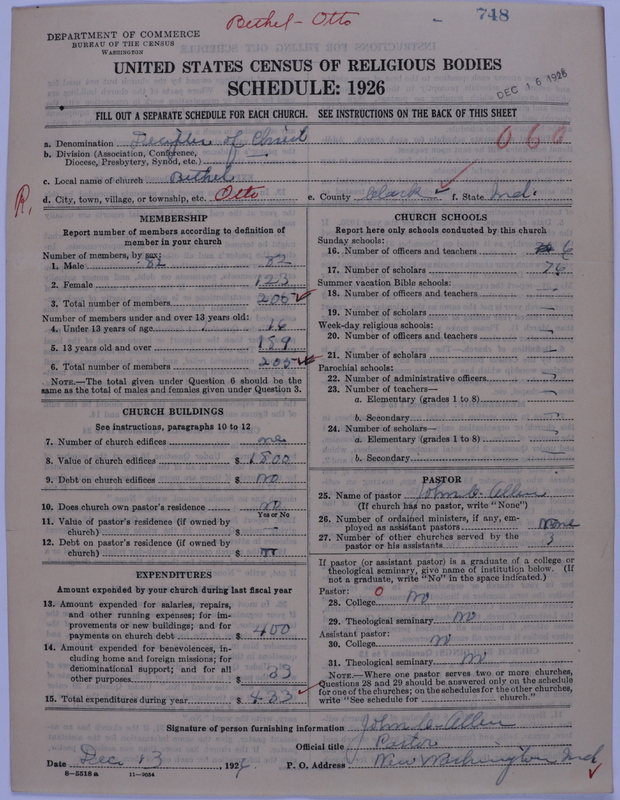 Bethel - Otto
748
DEPARTMENT OF COMMERCE
BUREAU OF THE CENSUS
WASHINGTON
UNITED STATES CENSUS OF RELIGIOUS BODIES
SCHEDULE: 1926
DEC 16 1926
FILL OUT A SEPARATE SCHEDULE FOR EACH CHURCH. SEE INSTRUCTIONS ON THE BACK OF THIS SHEET
a. Denomination Disciples of Christ 060
b. Division (Association, Conference,
Diocese, Presbytery, Synod, etc.) —
c. Local name of church Bethel
R. d. City, town, village, or township, etc. Otto e. County Clark f. State Ind.
MEMBERSHIP
Report number of members according to definition of
member in your church
Number of members, by sex:
1. Male 82 82
2. Female 123
3. Total number of members 205
Number of members under and over 13 years old:
4. Under 13 years of age 16
5. 13 years old and over 189
6. Total number of members 205
NOTE.—The total given under Question 6 should be the
same as the total of males and females given under Question 3.
CHURCH BUILDINGS
See instructions, paragraphs 10 to 12
7. Number of church edifices one
8. Value of church edifices $ 1800
9. Debt on church edifices $ no
10. Does church own pastor's residence no
Yes or No
11. Value of pastor's residence (if owned by
church) $ —
12. Debt on pastor's residence (if owned by
church) $
EXPENDITURES
Amount expended by your church during last fiscal year
13. Amount expended for salaries, repairs,
and other running expenses; for im-
provements or new buildings; and for
payments on church debt $ 400
14. Amount expended for benevolences, in-
cluding home and foreign missions; for
denominational support; and for all
other purposes $ 33
15. Total expenditures during year $ 433
CHURCH SCHOOLS
Report here only schools conducted by this church
Sunday schools:
16. Number of officers and teachers 6
17. Number of scholars 76
Summer vacation Bible schools:
18. Number of officers and teachers —
19. Number of scholars —
Week-day religious schools:
20. Number of officers and teachers —
21. Number of scholars —
Parochial schools:
22. Number of administrative officers —
23. Number of teachers—
a. Elementary (grades 1 to 8) —
b. Secondary —
24. Number of scholars—
a. Elementary (grades 1 to 8) —
b. Secondary —
PASTOR
25. Name of pastor John C. Allen
(If church has no pastor, write "None")
26. Number of ordained ministers, if any, em-
ployed as assistant pastors None
27. Number of other churches served by the
pastor or his assistants 3
If pastor (or assistant pastor) is a graduate of a college or
theological seminary, give name of institution below. (If
not a graduate, write "No" in the space indicated.)
Pastor: 0
28. College No
29. Theological seminary No
Assistant pastor:
30. College No
31. Theological seminary No
NOTE.—Where one pastor serves two or more churches,
Questions 28 and 29 should be answered only on the schedule
for one of the churches; on the schedules for the other churches,
write "See schedule for church."
Signature of person furnishing information John C. Allen
Official title Pastor
Date Dec 13, 1926. P. O. Address New Washington, Ind
8-5518a 11-9054